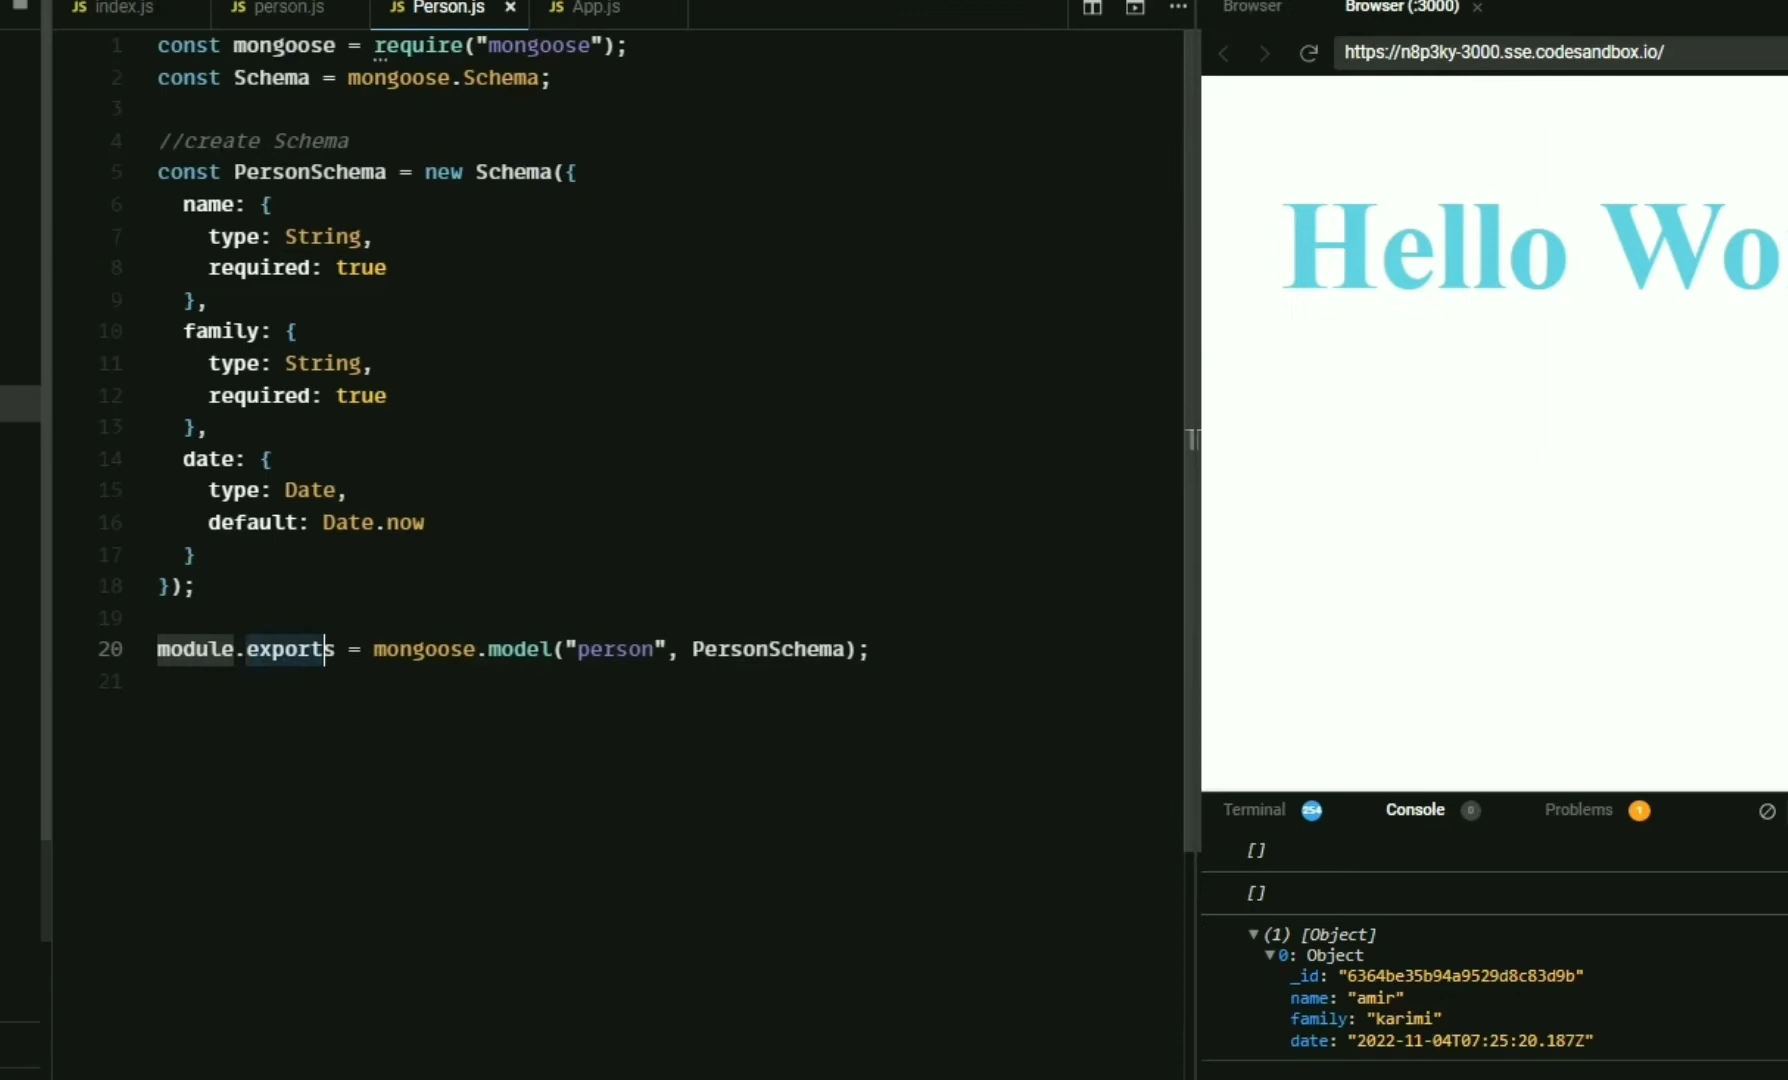 JS index.js
JS person.js
JS Person.js ×
JS App.js
1 const mongoose = require("mongoose");
2 const Schema = mongoose.Schema;
3
4 //create Schema
5 const PersonSchema = new Schema({
6 name: {
7 type: String,
8 required: true
9 },
10 family: {
11 type: String,
12 required: true
13 },
14 date: {
15 type: Date,
16 default: Date.now
17 }
18 });
19
20 module.exports = mongoose.model("person", PersonSchema);
21
Browser
Browser (:3000) ×
https://n8p3ky-3000.sse.codesandbox.io/
Hello Wo
Terminal 254
Console 0
Problems 1
[]
[]
▼(1) [Object]
▼0: Object
_id: "6364be35b94a9529d8c83d9b"
name: "amir"
family: "karimi"
date: "2022-11-04T07:25:20.187Z"